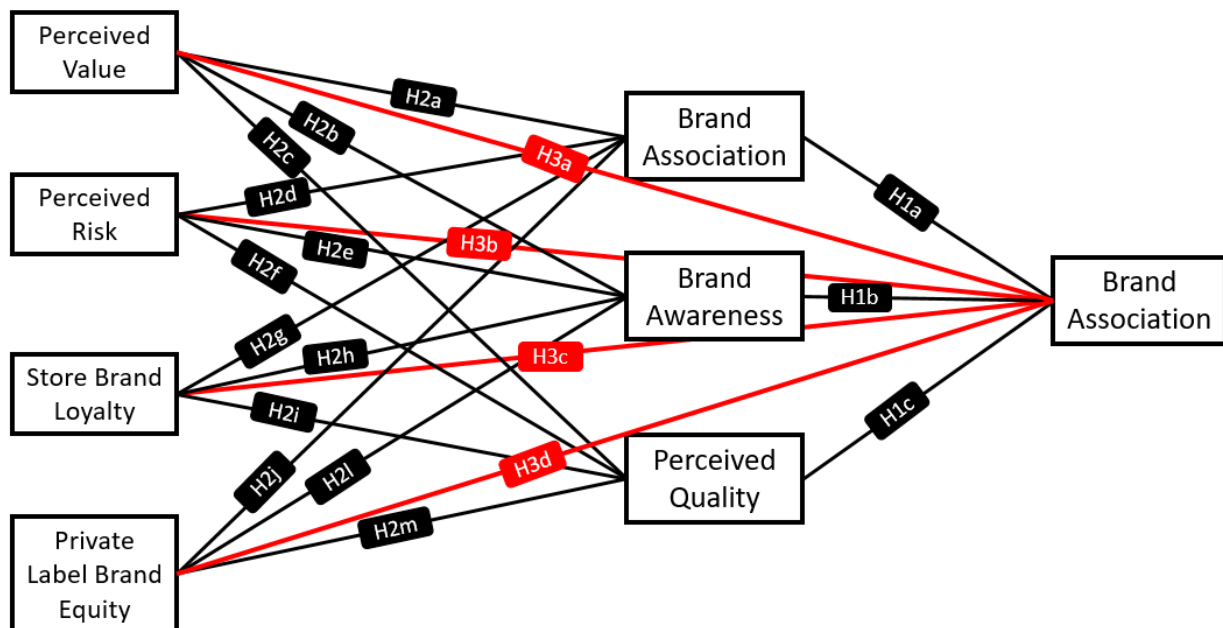 Perceived
Value
Perceived
Risk
Store Brand
Loyalty
Private
Label Brand
Equity
H2a
H2b
H2c
H2d
H2e
H2f
H2g
H2h
H2i
H2j
H2l
H2m
H3a
H3b
H3c
H3d
Brand
Association
Brand
Awareness
Perceived
Quality
H1a
H1b
H1c
Brand
Association